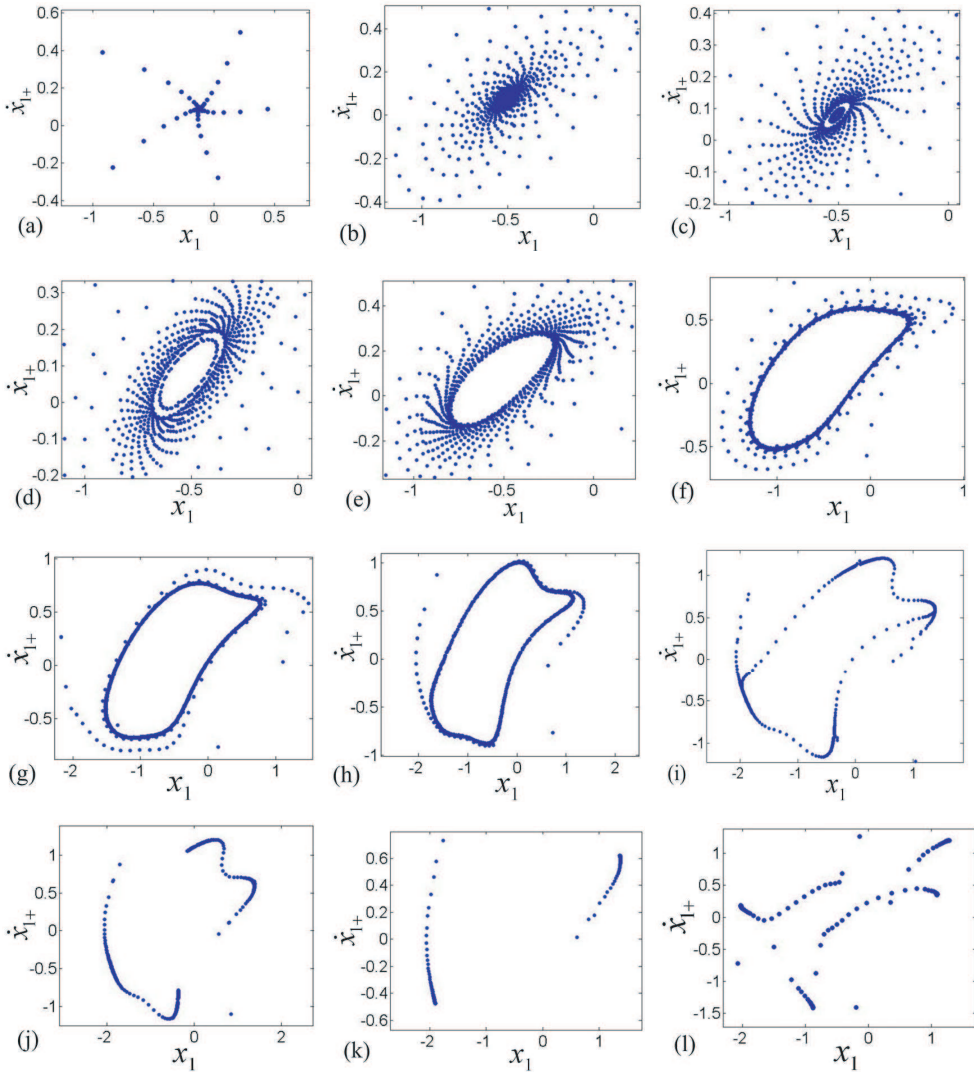 0.6
0.4
0.2
0
-0.2
0.4
ẋ₁₊
-1 -0.5 0 0.5
(a) x₁
0.4
0.2
0
-0.2
-0.4
ẋ₁₊
-1 -0.5 0
(b) x₁
0.4
0.3
0.2
0.1
0
-0.1
-0.2
ẋ₁₊
-1 -0.5 0
(c) x₁
0.3
0.2
0.1
0
0.1
-0.2
ẋ₁₊
-1 -0.5 0
(d) x₁
0.4
0.2
0
-0.2
ẋ₁₊
-1 -0.5 0
(e) x₁
0.5
0
-0.5
ẋ₁₊
-1 0 1
(f) x₁
1
0.5
0
-0.5
ẋ₁₊
-2 -1 0 1
(g) x₁
1
0.5
0
-0.5
-1
ẋ₁₊
-2 -1 0 1 2
(h) x₁
1
0.5
0
-0.5
-1
ẋ₁₊
-2 -1 0 1
(i) x₁
1
0.5
0
-0.5
-1
ẋ₁₊
-2 0 2
(j) x₁
0.6
0.4
0.2
0
-0.2
-0.4
-0.6
ẋ₁₊
-2 -1 0 1
(k) x₁
1
0.5
0
-0.5
-1
-1.5
ẋ₁₊
-2 -1 0 1
(l) x₁